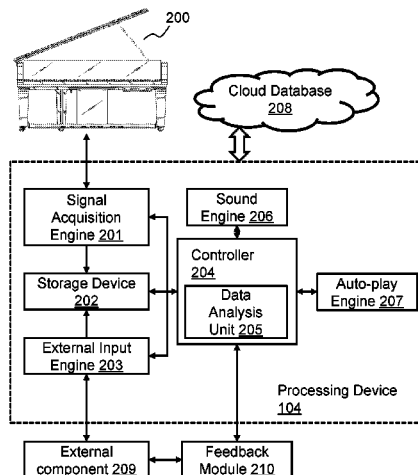 200
Cloud Database
208
Signal
Acquisition
Engine 201
Sound
Engine 206
Controller
204
Storage Device
202
Data
Analysis
Unit 205
Auto-play
Engine 207
External Input
Engine 203
Processing Device
104
External
component 209
Feedback
Module 210